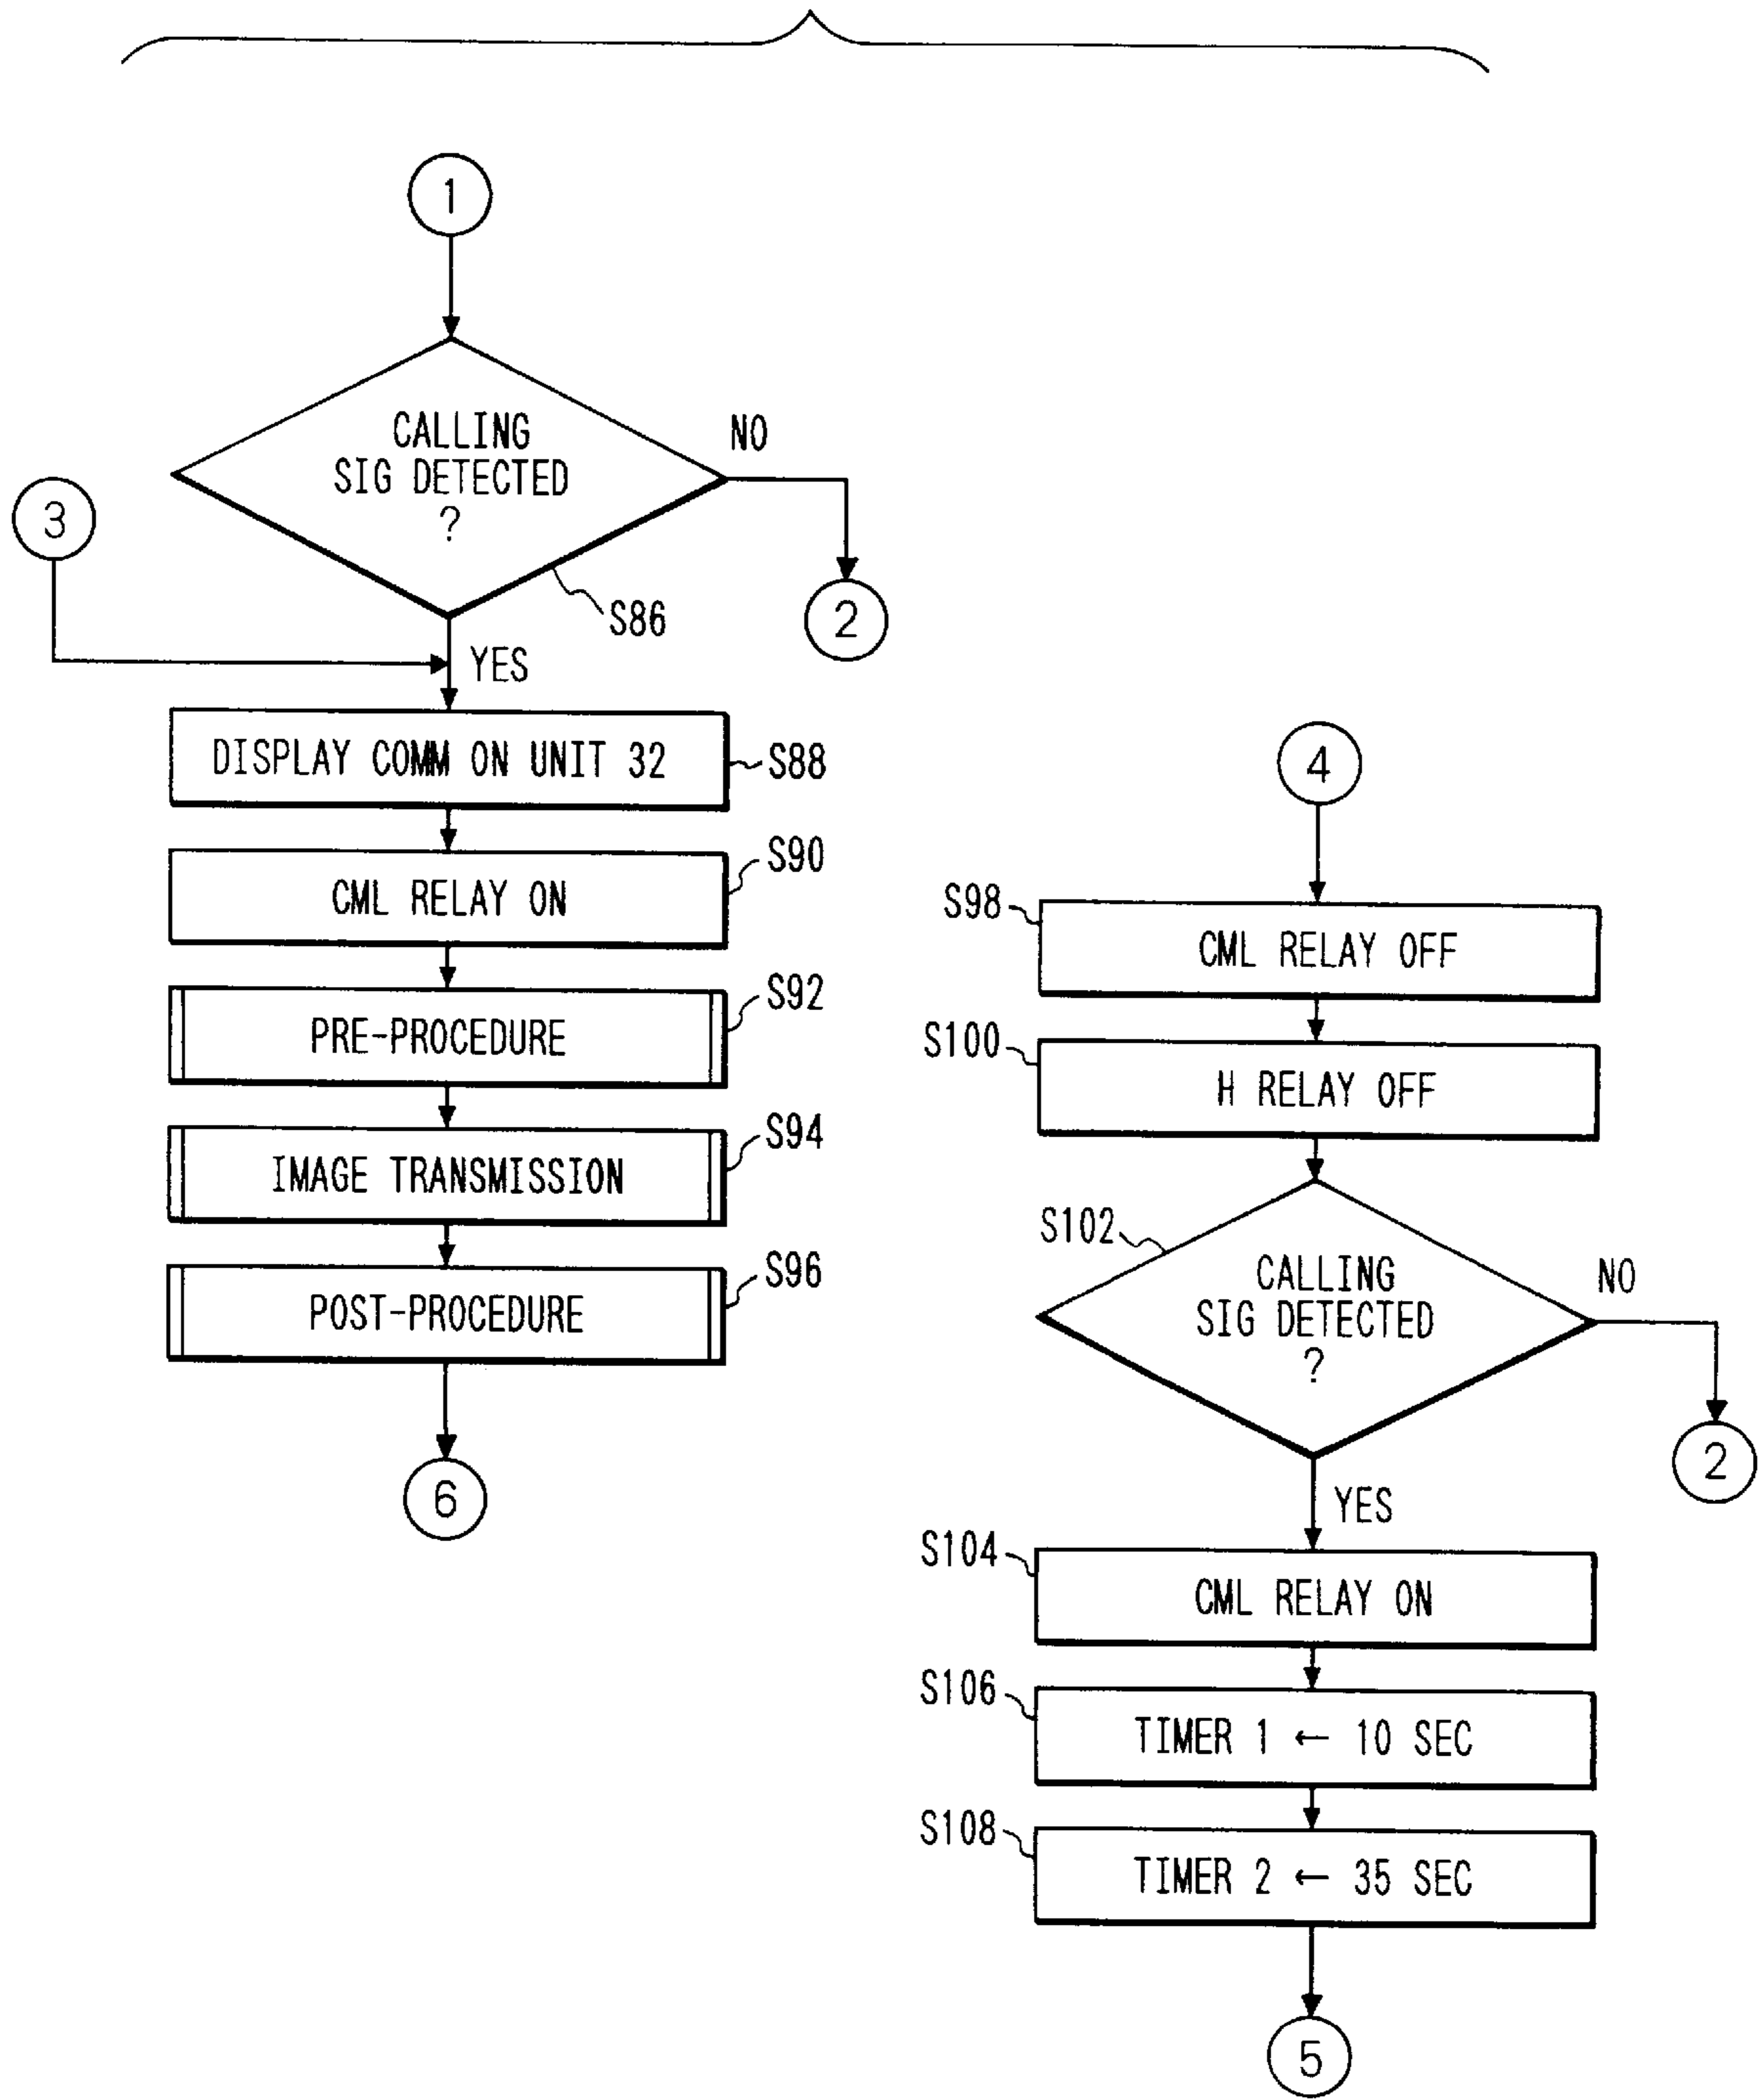 1
CALLING
SIG DETECTED
?
NO
S86
2
3
YES
DISPLAY COMM ON UNIT 32
S88
CML RELAY ON
S90
PRE-PROCEDURE
S92
IMAGE TRANSMISSION
S94
POST-PROCEDURE
S96
6
4
S98
CML RELAY OFF
S100
H RELAY OFF
S102
CALLING
SIG DETECTED
?
NO
2
YES
S104
CML RELAY ON
S106
TIMER 1 ← 10 SEC
S108
TIMER 2 ← 35 SEC
5